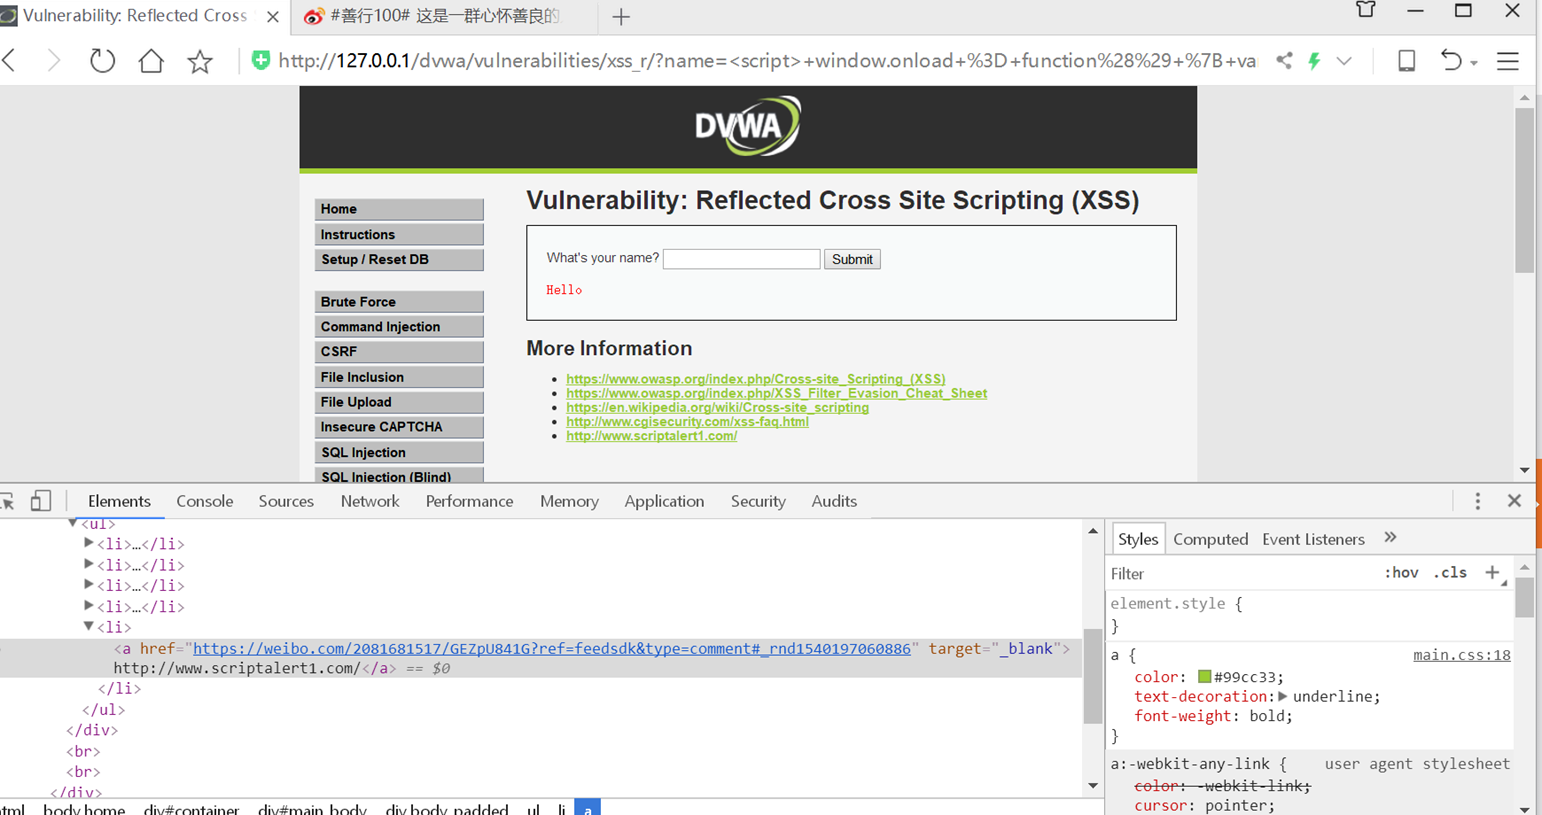 Vulnerability: Reflected Cross
#善行100# 这是一群心怀善良的
http://127.0.0.1/dvwa/vulnerabilities/xss_r/?name=<script>+window.onload+%3D+function%28%29+%7B+va
DVWA
Home
Instructions
Setup / Reset DB
Brute Force
Command Injection
CSRF
File Inclusion
File Upload
Insecure CAPTCHA
SQL Injection
SQL Injection (Blind)
Vulnerability: Reflected Cross Site Scripting (XSS)
What's your name? Submit
Hello
More Information
https://www.owasp.org/index.php/Cross-site_Scripting_(XSS)
https://www.owasp.org/index.php/XSS_Filter_Evasion_Cheat_Sheet
https://en.wikipedia.org/wiki/Cross-site_scripting
http://www.cgisecurity.com/xss-faq.html
http://www.scriptalert1.com/
Elements Console Sources Network Performance Memory Application Security Audits
<ul>
<li>…</li>
<li>…</li>
<li>…</li>
<li>…</li>
<li>
<a href="https://weibo.com/2081681517/GEZpU841G?ref=feedsdk&type=comment#_rnd1540197060886" target="_blank">
http://www.scriptalert1.com/</a> == $0
</li>
</ul>
</div>
<br>
<br>
</div>
html body.home div#container div#main_body div.body_padded ul li a
Styles Computed Event Listeners »
Filter :hov .cls +
element.style {
}
a { main.css:18
color: #99cc33;
text-decoration: underline;
font-weight: bold;
}
a:-webkit-any-link { user agent stylesheet
color: -webkit-link;
cursor: pointer;